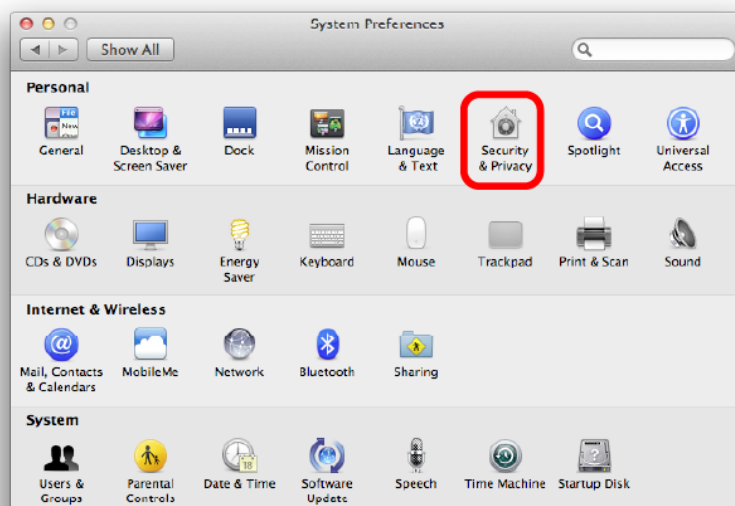 System Preferences
Show All
Personal
General
Desktop & Screen Saver
Dock
Mission Control
Language & Text
Security & Privacy
Spotlight
Universal Access
Hardware
CDs & DVDs
Displays
Energy Saver
Keyboard
Mouse
Trackpad
Print & Scan
Sound
Internet & Wireless
Mail, Contacts & Calendars
MobileMe
Network
Bluetooth
Sharing
System
Users & Groups
Parental Controls
Date & Time
Software Update
Speech
Time Machine
Startup Disk